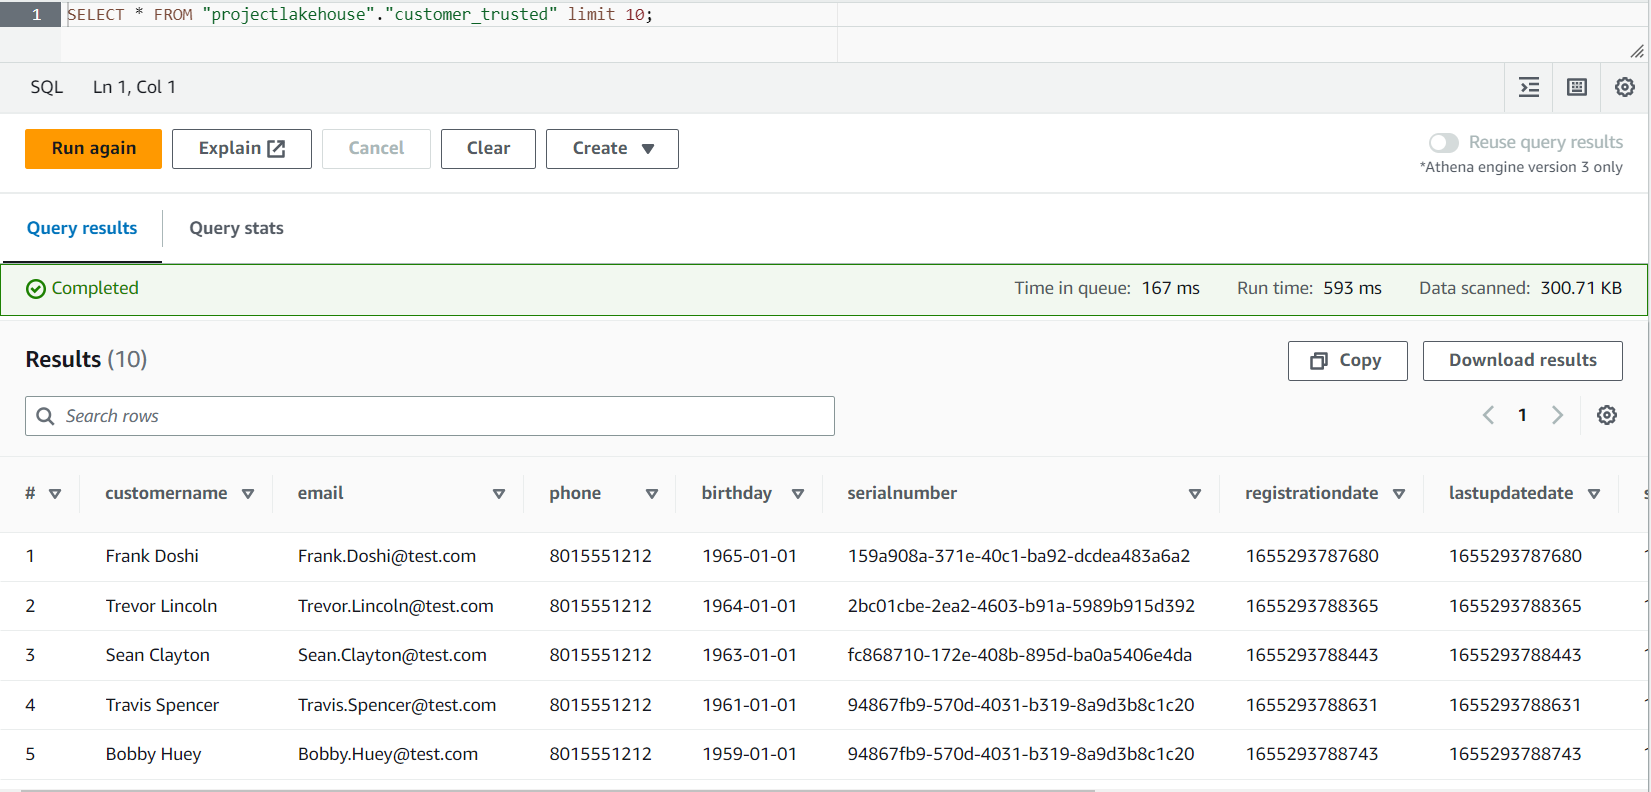 1 SELECT * FROM "projectlakehouse"."customer_trusted" limit 10;
SQL Ln 1, Col 1
Run again Explain Cancel Clear Create Reuse query results
*Athena engine version 3 only
Query results Query stats
Completed Time in queue: 167 ms Run time: 593 ms Data scanned: 300.71 KB
Results (10) Copy Download results
Search rows 1
# customername email phone birthday serialnumber registrationdate lastupdatedate
1 Frank Doshi Frank.Doshi@test.com 8015551212 1965-01-01 159a908a-371e-40c1-ba92-dcdea483a6a2 1655293787680 1655293787680
2 Trevor Lincoln Trevor.Lincoln@test.com 8015551212 1964-01-01 2bc01cbe-2ea2-4603-b91a-5989b915d392 1655293788365 1655293788365
3 Sean Clayton Sean.Clayton@test.com 8015551212 1963-01-01 fc868710-172e-408b-895d-ba0a5406e4da 1655293788443 1655293788443
4 Travis Spencer Travis.Spencer@test.com 8015551212 1961-01-01 94867fb9-570d-4031-b319-8a9d3b8c1c20 1655293788631 1655293788631
5 Bobby Huey Bobby.Huey@test.com 8015551212 1959-01-01 94867fb9-570d-4031-b319-8a9d3b8c1c20 1655293788743 1655293788743